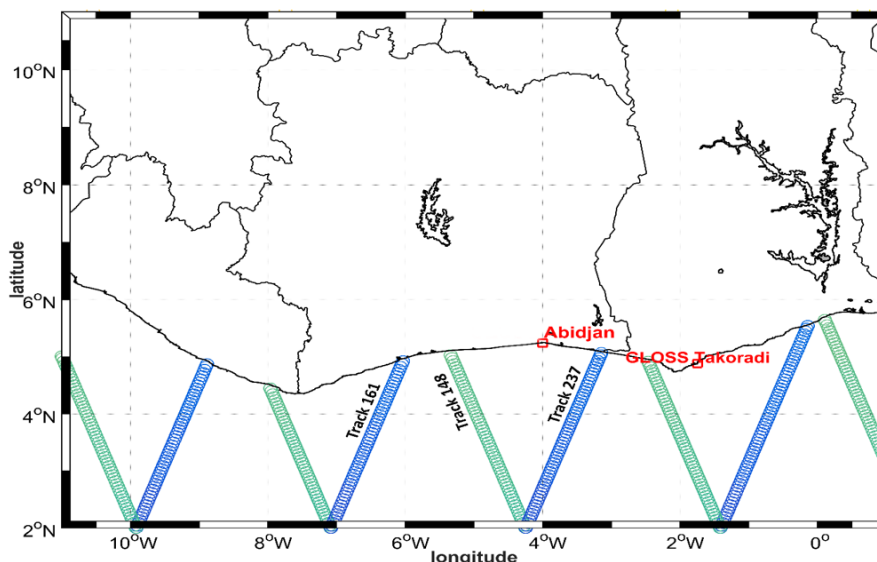 10°N
8°N
6°N
4°N
2°N
latitude
Abidjan
GLOSS Takoradi
Track 161
Track 148
Track 237
10°W
8°W
6°W
4°W
2°W
0°
longitude